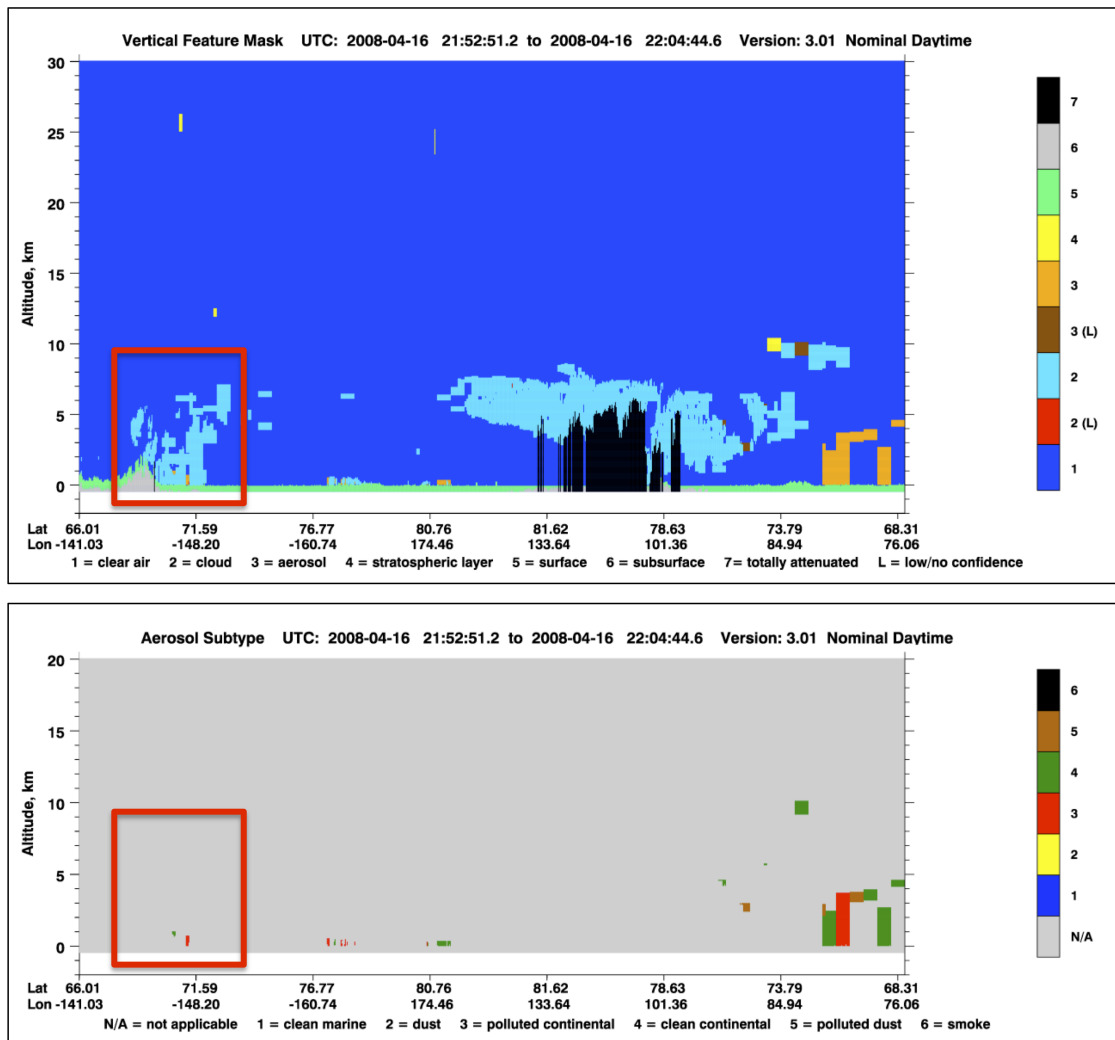 Vertical Feature Mask UTC: 2008-04-16 21:52:51.2 to 2008-04-16 22:04:44.6 Version: 3.01 Nominal Daytime
30
25
20
15
10
5
0
Altitude, km
7
6
5
4
3
3 (L)
2
2 (L)
1
Lat 66.01 71.59 76.77 80.76 81.62 78.63 73.79 68.31
Lon -141.03 -148.20 -160.74 174.46 133.64 101.36 84.94 76.06
1 = clear air 2 = cloud 3 = aerosol 4 = stratospheric layer 5 = surface 6 = subsurface 7= totally attenuated L = low/no confidence
Aerosol Subtype UTC: 2008-04-16 21:52:51.2 to 2008-04-16 22:04:44.6 Version: 3.01 Nominal Daytime
20
15
10
5
0
Altitude, km
6
5
4
3
2
1
N/A
Lat 66.01 71.59 76.77 80.76 81.62 78.63 73.79 68.31
Lon -141.03 -148.20 -160.74 174.46 133.64 101.36 84.94 76.06
N/A = not applicable 1 = clean marine 2 = dust 3 = polluted continental 4 = clean continental 5 = polluted dust 6 = smoke